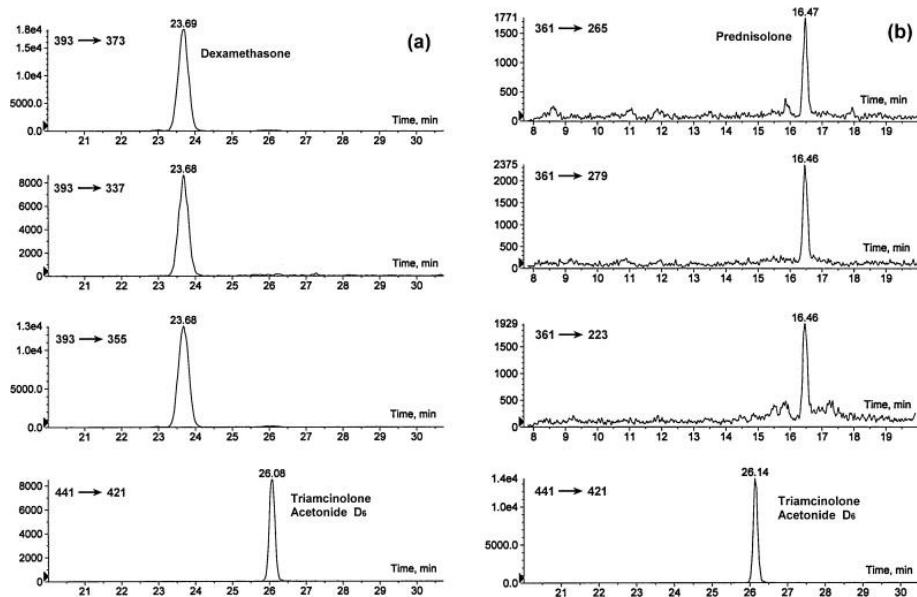 23.69
1.8e4
393 → 373
(a)
Dexamethasone
1.5e4
1.0e4
5000.0
Time, min
0.0
21 22 23 24 25 26 27 28 29 30
23.68
8000
393 → 337
6000
4000
2000
Time, min
0
21 22 23 24 25 26 27 28 29 30
23.68
1.3e4
393 → 355
1.0e4
5000.0
Time, min
0.0
21 22 23 24 25 26 27 28 29 30
26.08
8000
441 → 421
Triamcinolone
Acetonide D6
6000
4000
2000
Time, min
0
21 22 23 24 25 26 27 28 29 30
1771
16.47
361 → 265
(b)
Prednisolone
1500
1000
500
Time, min
0
8 9 10 11 12 13 14 15 16 17 18 19
2375
16.46
361 → 279
2000
1500
1000
500
Time, min
0
8 9 10 11 12 13 14 15 16 17 18 19
1929
16.46
361 → 223
1500
1000
500
Time, min
0
8 9 10 11 12 13 14 15 16 17 18 19
1.4e4
26.14
441 → 421
Triamcinolone
Acetonide D6
1.0e4
5000.0
Time, min
0.0
21 22 23 24 25 26 27 28 29 30